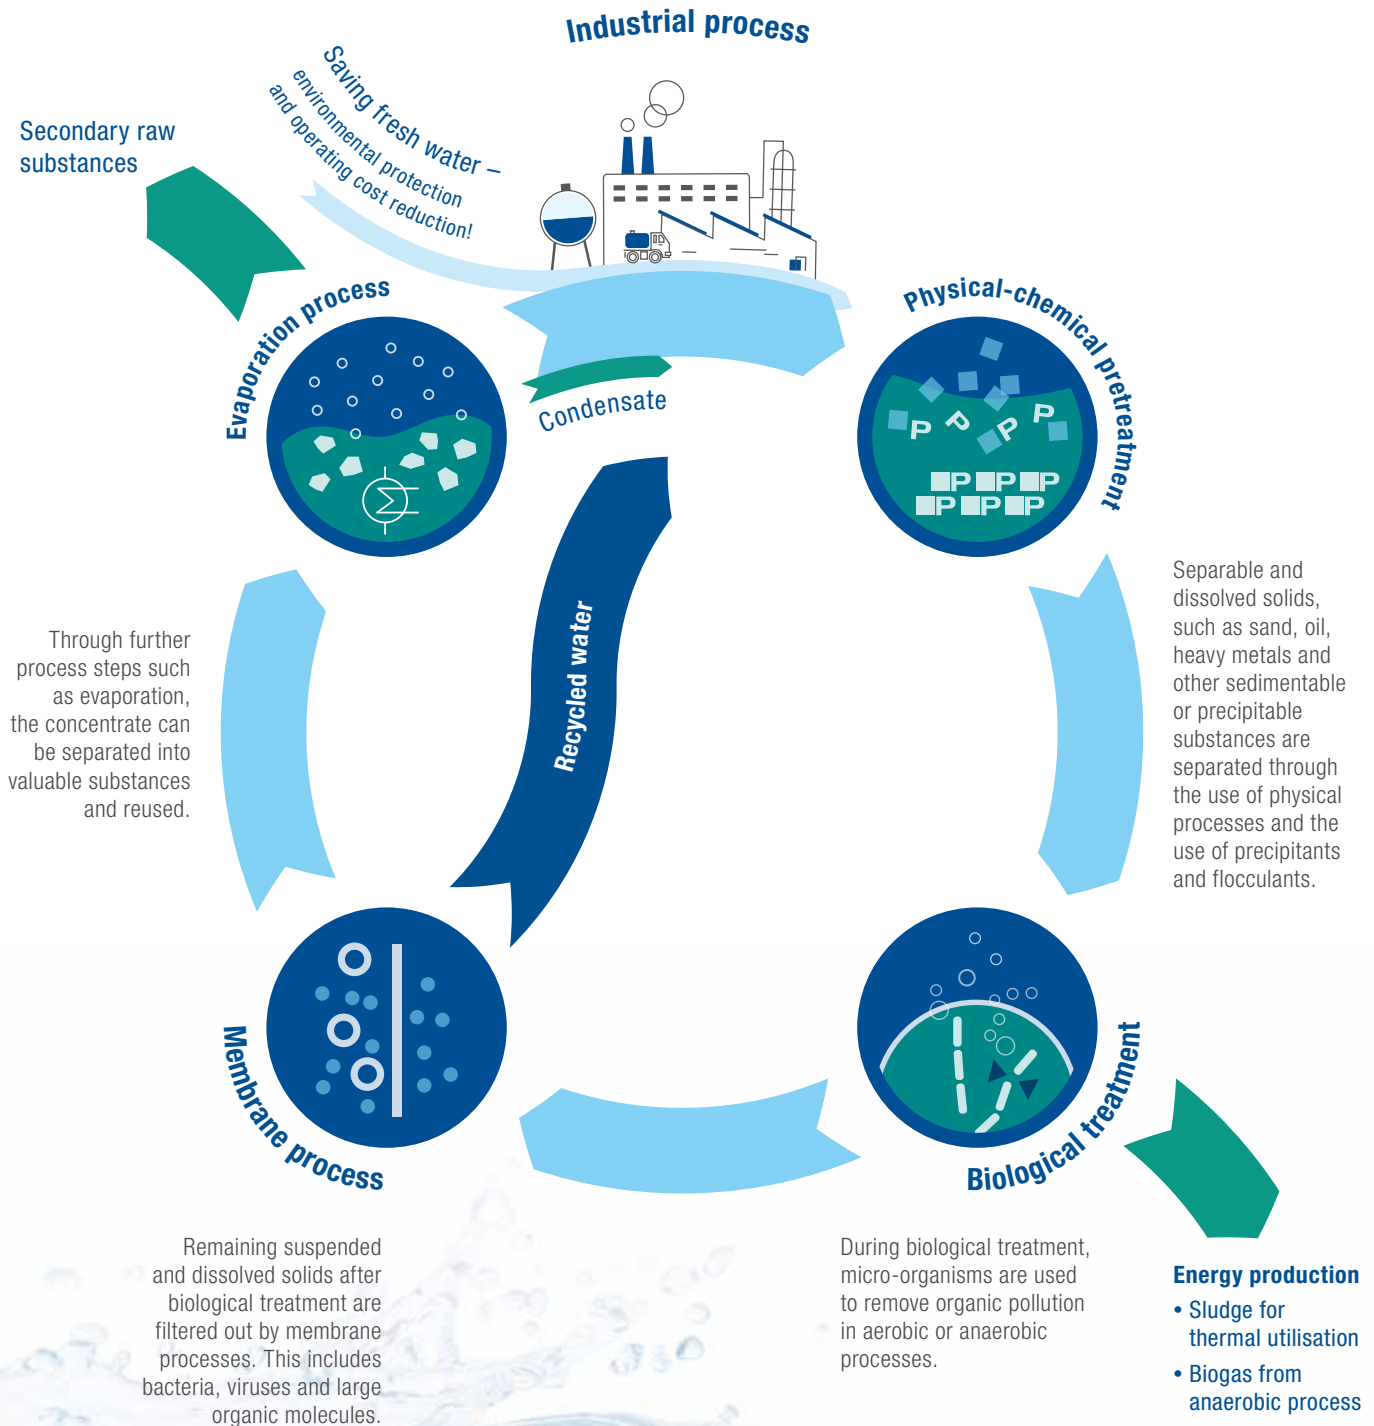 Industrial process
Saving fresh water –
environmental protection
and operating cost reduction!
Secondary raw
substances
Evaporation process
Condensate
Physical-chemical pretreatment
P P P P
P P P
P P P
Separable and
dissolved solids,
such as sand, oil,
heavy metals and
other sedimentable
or precipitable
substances are
separated through
the use of physical
processes and the
use of precipitants
and flocculants.
Through further
process steps such
as evaporation,
the concentrate can
be separated into
valuable substances
and reused.
Recycled water
Membrane process
Biological treatment
Remaining suspended
and dissolved solids after
biological treatment are
filtered out by membrane
processes. This includes
bacteria, viruses and large
organic molecules.
During biological treatment,
micro-organisms are used
to remove organic pollution
in aerobic or anaerobic
processes.
Energy production
• Sludge for
thermal utilisation
• Biogas from
anaerobic process